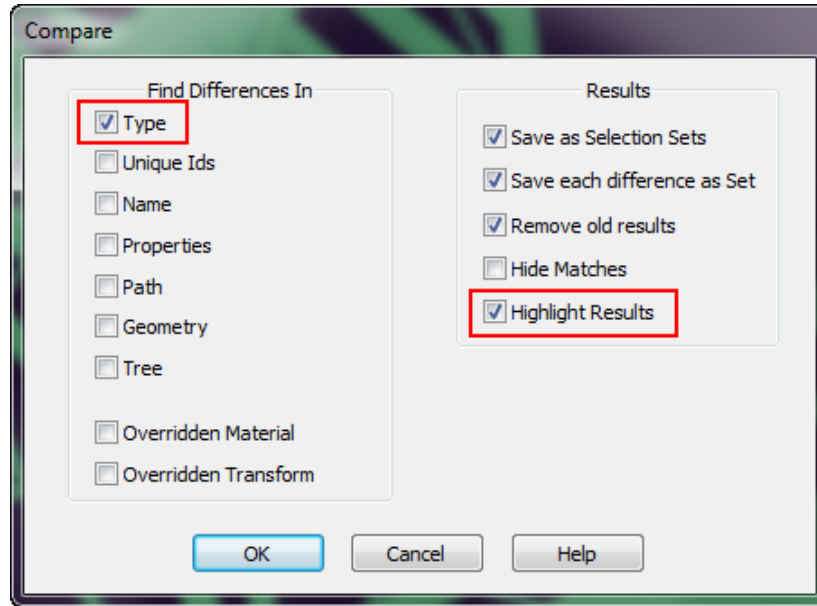 Compare
Find Differences In
Type
Unique Ids
Name
Properties
Path
Geometry
Tree
Overridden Material
Overridden Transform
Results
Save as Selection Sets
Save each difference as Set
Remove old results
Hide Matches
Highlight Results
OK
Cancel
Help